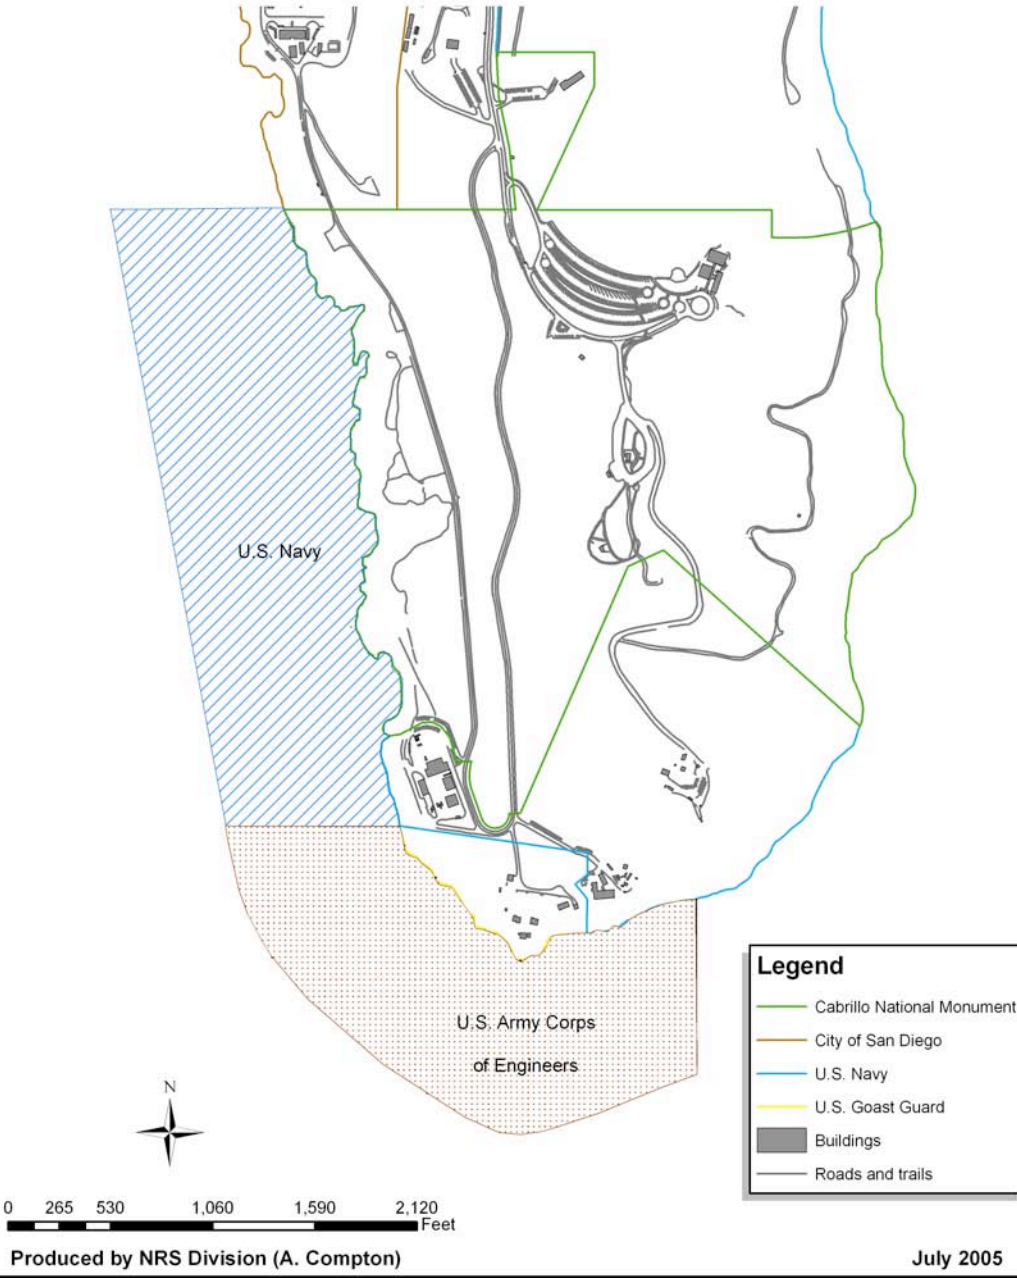 U.S. Navy
U.S. Army Corps
of Engineers
Legend
Cabrillo National Monument
City of San Diego
U.S. Navy
U.S. Goast Guard
Buildings
Roads and trails
N
0 265 530 1,060 1,590 2,120
Feet
Produced by NRS Division (A. Compton) July 2005